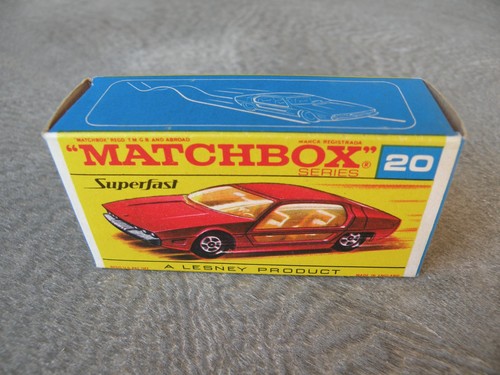 "MATCHBOX" REGD T.M. G.B. AND ABROAD MARCA REGISTRADA
"MATCHBOX"® 20
SERIES
Superfast
A LESNEY PRODUCT